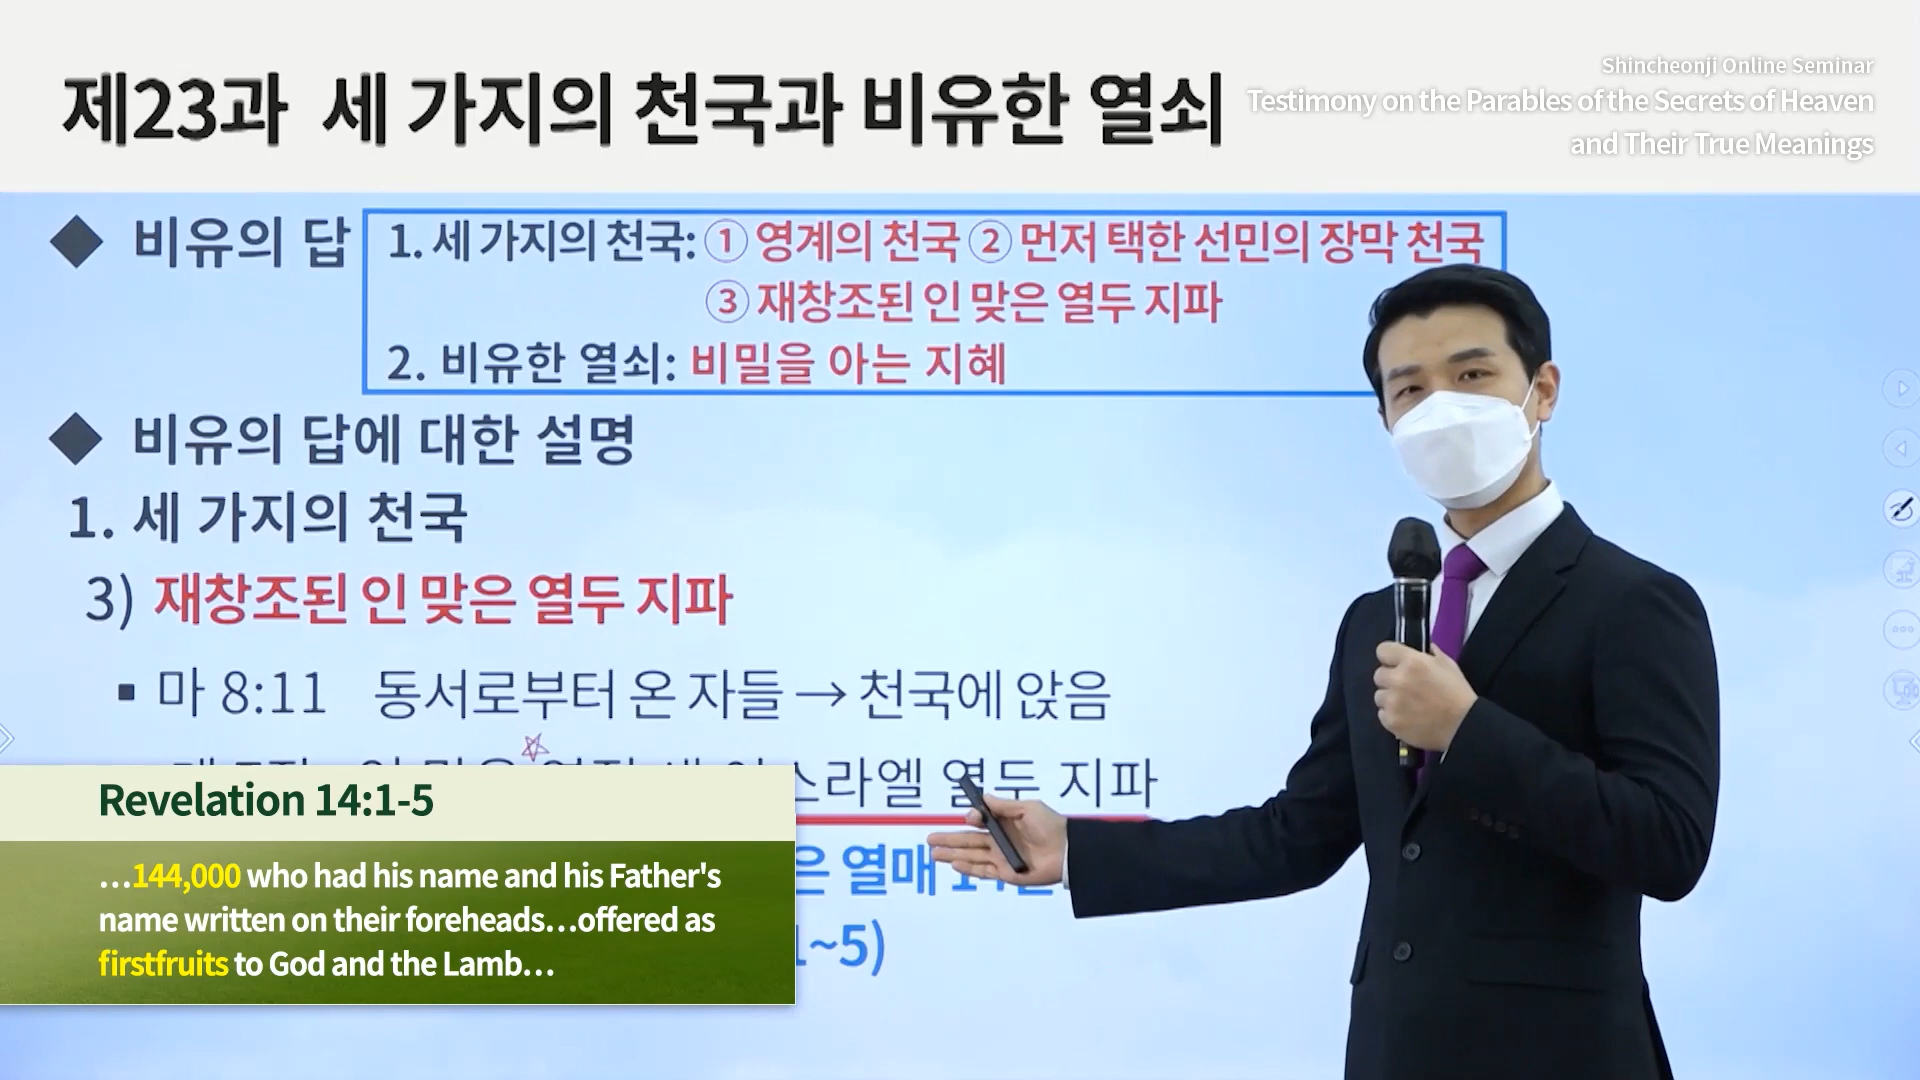 제23과 세 가지의 천국과 비유한 열쇠
Shincheonji Online Seminar
Testimony on the Parables of the Secrets of Heaven
and Their True Meanings
◆ 비유의 답
1. 세 가지의 천국: ① 영계의 천국 ② 먼저 택한 선민의 장막 천국
③ 재창조된 인 맞은 열두 지파
2. 비유한 열쇠: 비밀을 아는 지혜
◆ 비유의 답에 대한 설명
1. 세 가지의 천국
3) 재창조된 인 맞은 열두 지파
▪ 마 8:11 동서로부터 온 자들 → 천국에 앉음
열두 지파
은 열매
1~5)
Revelation 14:1-5
…144,000 who had his name and his Father's
name written on their foreheads…offered as
firstfruits to God and the Lamb…